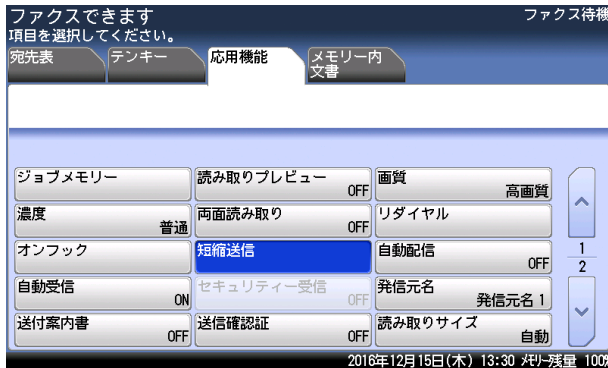 ファクスできます
ファクス待機
項目を選択してください。
宛先表
テンキー
応用機能
メモリー内
文書
ジョブメモリー
読み取りプレビュー
OFF
画質
高画質
濃度
普通
両面読み取り
OFF
リダイヤル
オンフック
短縮送信
自動配信
OFF
1
2
自動受信
ON
セキュリティー受信
OFF
発信元名
発信元名 1
送付案内書
OFF
送信確認証
OFF
読み取りサイズ
自動
2016年12月15日(木) 13:30 メモリー残量 100%